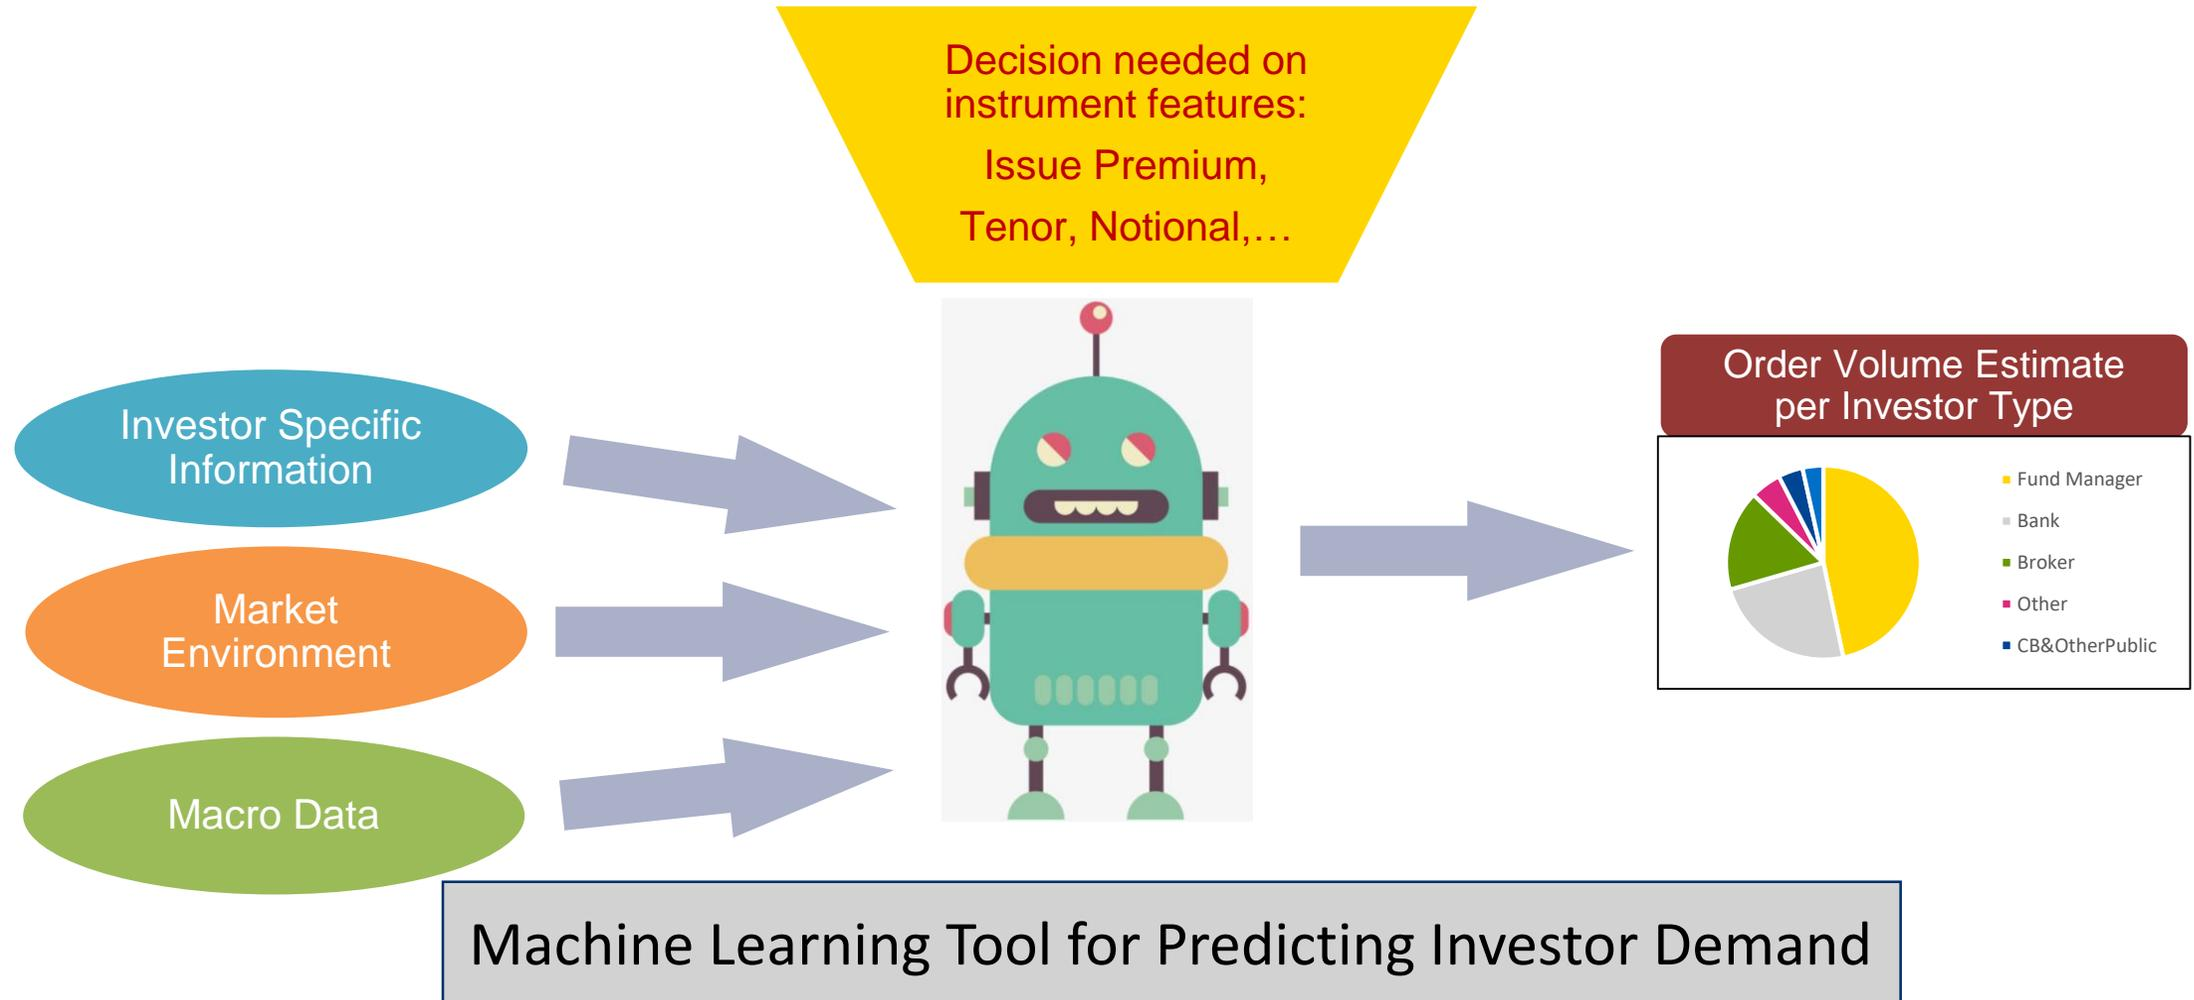 Decision needed on
instrument features:
Issue Premium,
Tenor, Notional,…
Investor Specific
Information
Market
Environment
Macro Data
Order Volume Estimate
per Investor Type
Fund Manager
Bank
Broker
Other
CB&OtherPublic
Machine Learning Tool for Predicting Investor Demand